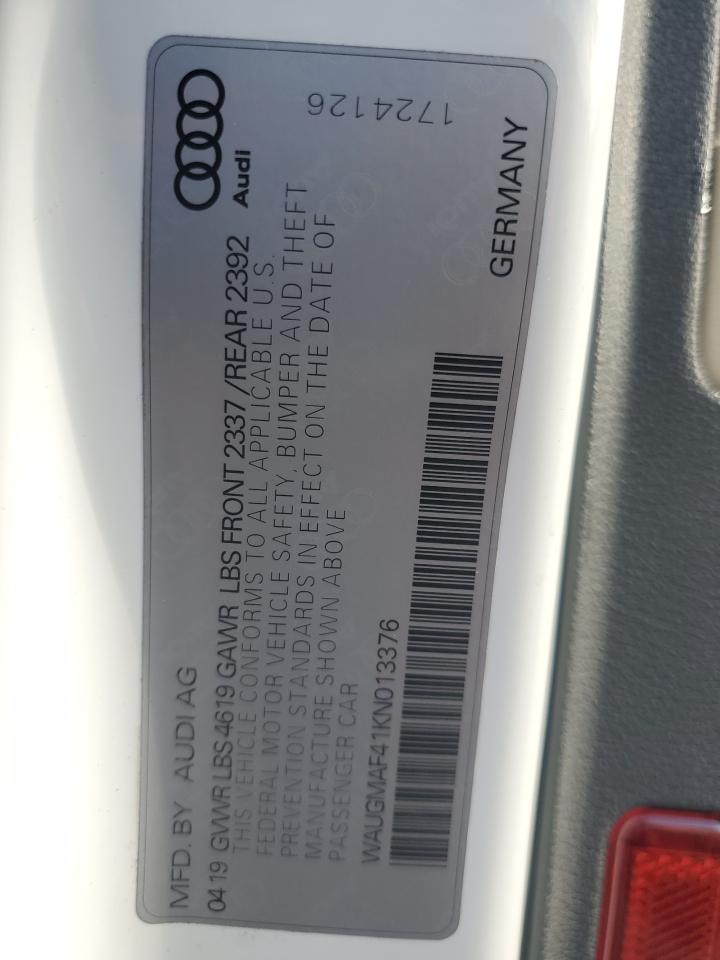 MFD. BY AUDI AG
Audi
04 19 GVWR LBS 4619 GAWR LBS FRONT 2337 /REAR 2392
THIS VEHICLE CONFORMS TO ALL APPLICABLE U.S.
FEDERAL MOTOR VEHICLE SAFETY, BUMPER AND THEFT
PREVENTION STANDARDS IN EFFECT ON THE DATE OF
MANUFACTURE SHOWN ABOVE
PASSENGER CAR
WAUGMAF41KN013376
GERMANY
1724126